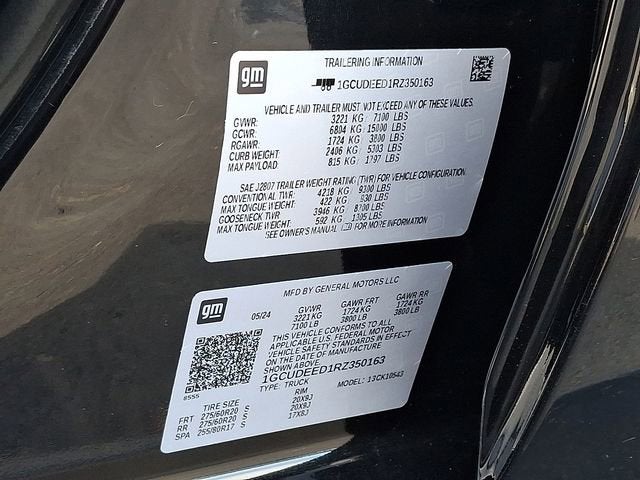 gm
TRAILERING INFORMATION
1GCUDEED1RZ350163
VEHICLE AND TRAILER MUST NOT EXCEED ANY OF THESE VALUES.
GVWR: 3221 KG / 7100 LBS
GCWR: 6804 KG / 15000 LBS
RGAWR: 1724 KG / 3800 LBS
CURB WEIGHT: 2406 KG / 5303 LBS
MAX PAYLOAD: 815 KG / 1797 LBS
SAE J2807 TRAILER WEIGHT RATING (TWR) FOR VEHICLE CONFIGURATION.
CONVENTIONAL TWR: 4218 KG / 9300 LBS
MAX TONGUE WEIGHT: 422 KG / 930 LBS
GOOSENECK TWR: 3946 KG / 8700 LBS
MAX TONGUE WEIGHT: 592 KG / 1305 LBS
SEE OWNER'S MANUAL FOR MORE INFORMATION
gm
MFD BY GENERAL MOTORS LLC
05/24 GVWR GAWR FRT GAWR RR
3221 KG 1724 KG 1724 KG
7100 LB 3800 LB 3800 LB
THIS VEHICLE CONFORMS TO ALL
APPLICABLE U.S. FEDERAL MOTOR
VEHICLE SAFETY STANDARDS IN EFFECT
ON THE DATE OF MANUFACTURE
SHOWN ABOVE
1GCUDEED1RZ350163
TYPE: TRUCK MODEL: 13CK10543
TIRE SIZE RIM
FRT 275/60R20 S 20X9J
RR 275/60R20 S 20X9J
SPA 255/80R17 S 17X8J